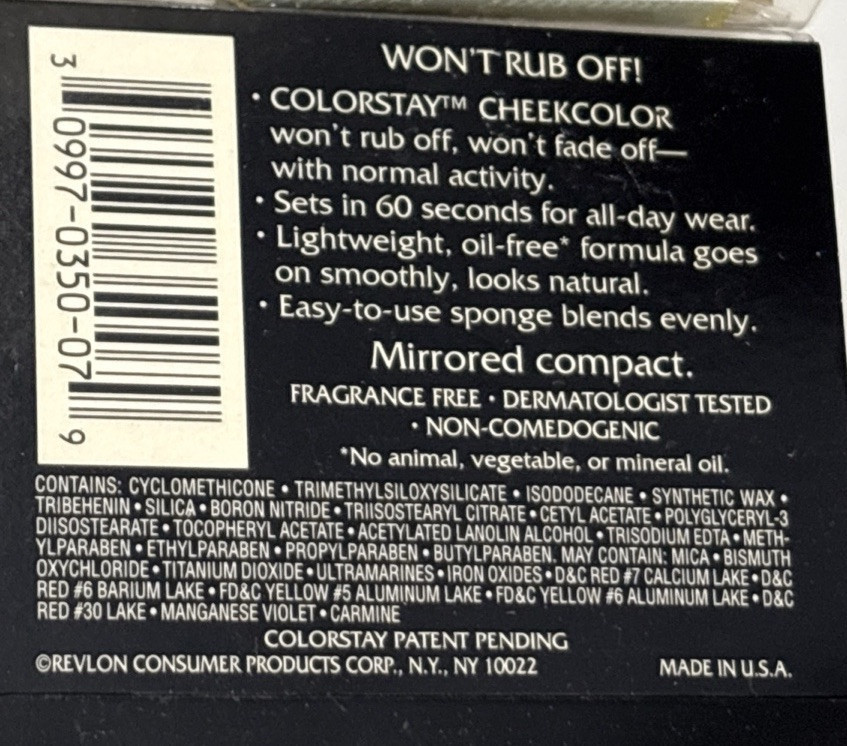 3 0997-0350-07 9
WON'T RUB OFF!
• COLORSTAY™ CHEEKCOLOR
won't rub off, won't fade off—
with normal activity.
• Sets in 60 seconds for all-day wear.
• Lightweight, oil-free* formula goes
on smoothly, looks natural.
• Easy-to-use sponge blends evenly.
Mirrored compact.
FRAGRANCE FREE • DERMATOLOGIST TESTED
• NON-COMEDOGENIC
*No animal, vegetable, or mineral oil.
CONTAINS: CYCLOMETHICONE • TRIMETHYLSILOXYSILICATE • ISODODECANE • SYNTHETIC WAX •
TRIBEHENIN • SILICA • BORON NITRIDE • TRIISOSTEARYL CITRATE • CETYL ACETATE • POLYGLYCERYL-3
DIISOSTEARATE • TOCOPHERYL ACETATE • ACETYLATED LANOLIN ALCOHOL • TRISODIUM EDTA • METH-
YLPARABEN • ETHYLPARABEN • PROPYLPARABEN • BUTYLPARABEN. MAY CONTAIN: MICA • BISMUTH
OXYCHLORIDE • TITANIUM DIOXIDE • ULTRAMARINES • IRON OXIDES • D&C RED #7 CALCIUM LAKE • D&C
RED #6 BARIUM LAKE • FD&C YELLOW #5 ALUMINUM LAKE • FD&C YELLOW #6 ALUMINUM LAKE • D&C
RED #30 LAKE • MANGANESE VIOLET • CARMINE
COLORSTAY PATENT PENDING
©REVLON CONSUMER PRODUCTS CORP., N.Y., NY 10022 MADE IN U.S.A.